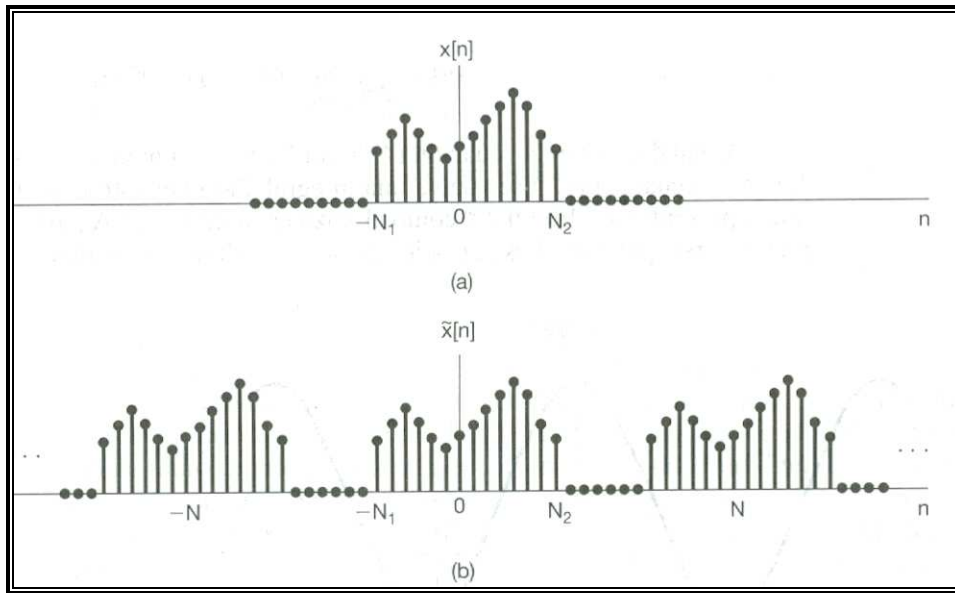 x[n]
−N₁ 0 N₂ n
(a)
x̃[n]
.. ...
−N −N₁ 0 N₂ N n
(b)